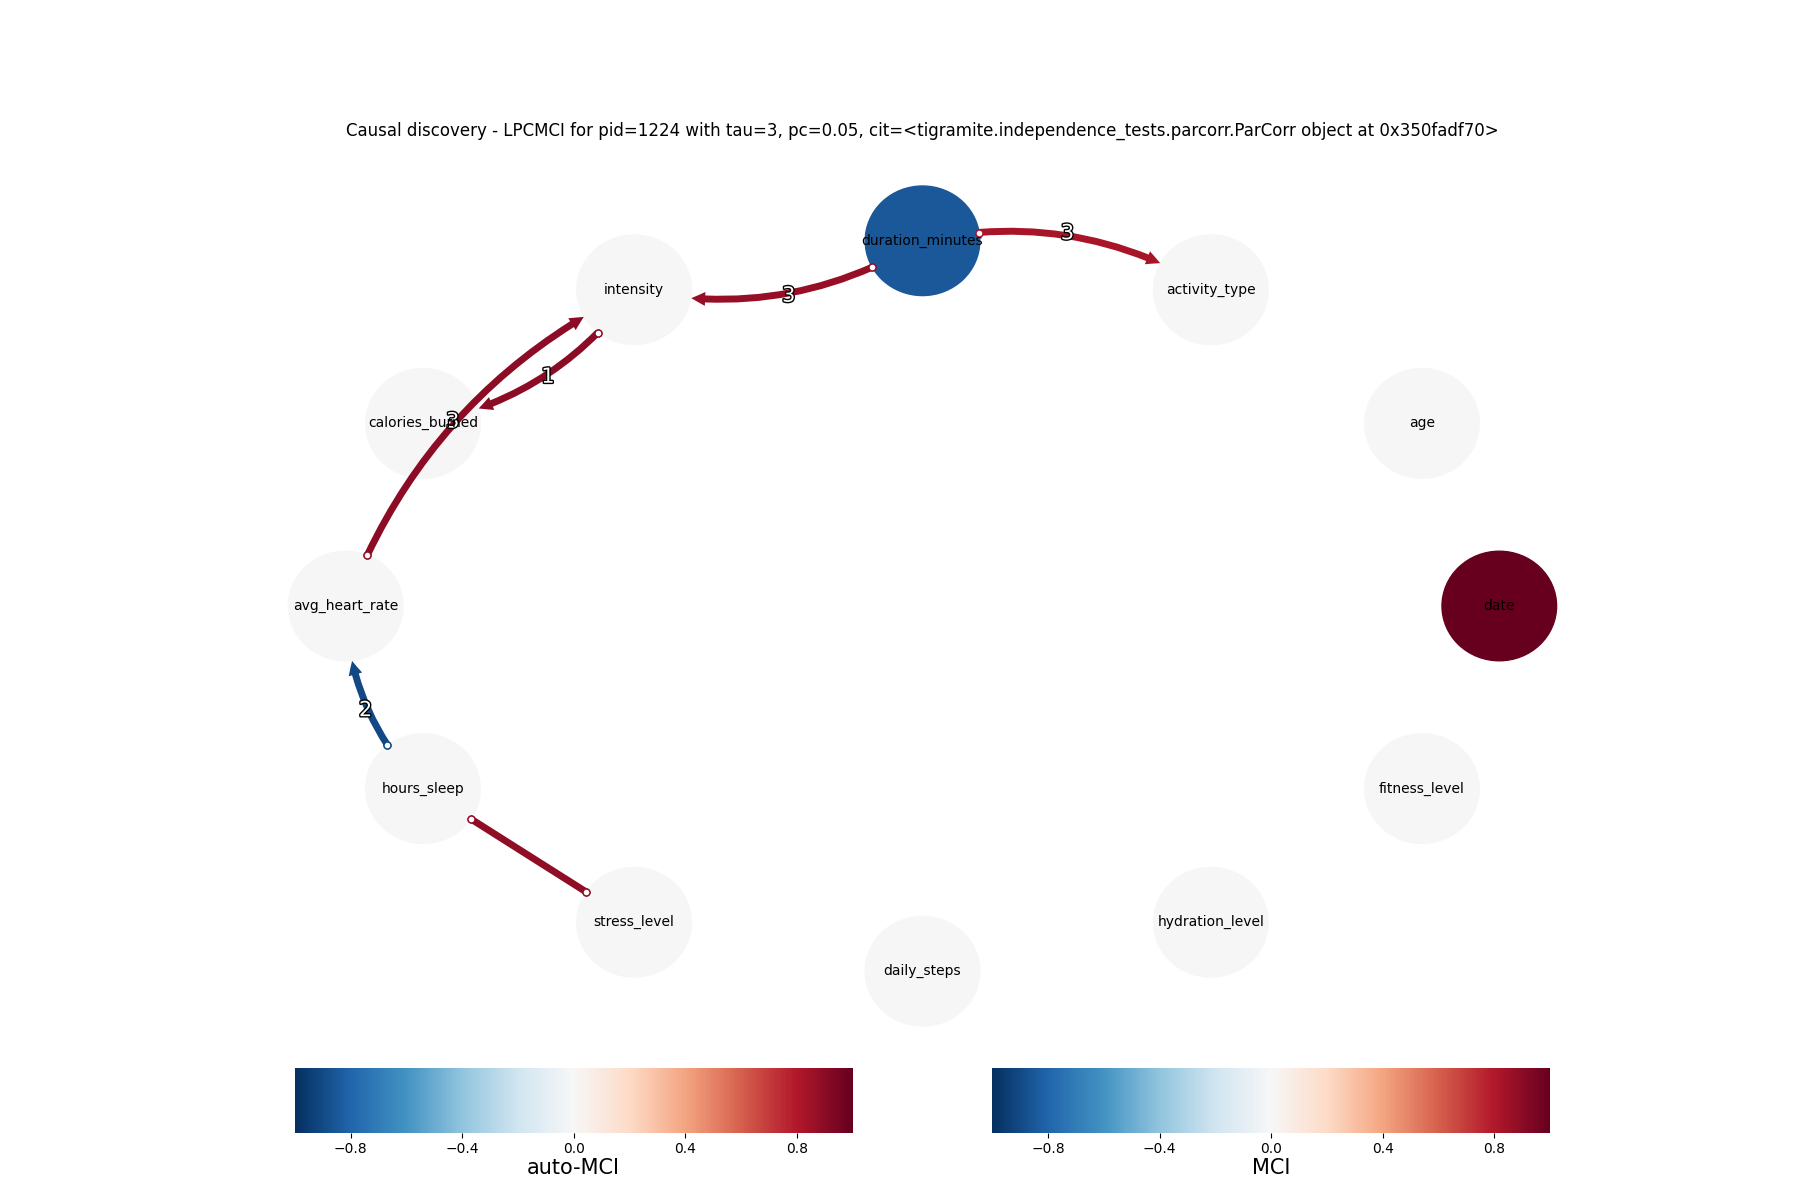 Causal discovery - LPCMCI for pid=1224 with tau=3, pc=0.05, cit=<tigramite.independence_tests.parcorr.ParCorr object at 0x350fadf70>
duration_minutes
3
intensity
3
activity_type
1
calories_burned
3
age
avg_heart_rate
date
2
hours_sleep
fitness_level
stress_level
hydration_level
daily_steps
−0.8 −0.4 0.0 0.4 0.8
auto-MCI
−0.8 −0.4 0.0 0.4 0.8
MCI